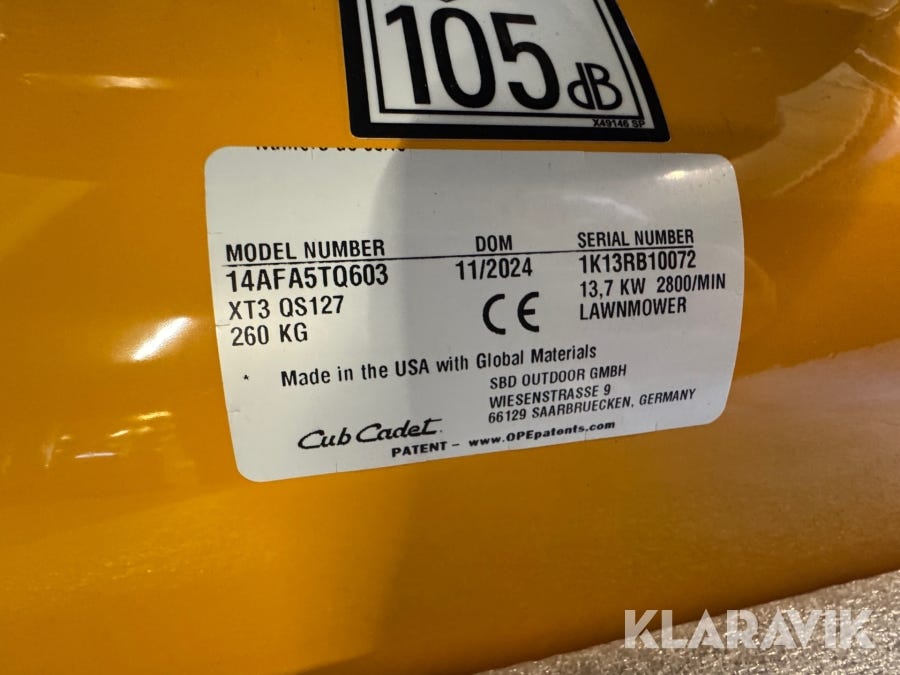 105 dB
X49146 SP
MODEL NUMBER DOM SERIAL NUMBER
14AFA5TQ603 11/2024 1K13RB10072
XT3 QS127 13,7 KW 2800/MIN
260 KG CE LAWNMOWER
* Made in the USA with Global Materials
SBD OUTDOOR GMBH
WIESENSTRASSE 9
66129 SAARBRUECKEN, GERMANY
Cub Cadet.
PATENT – www.OPEpatents.com
KLARAVIK